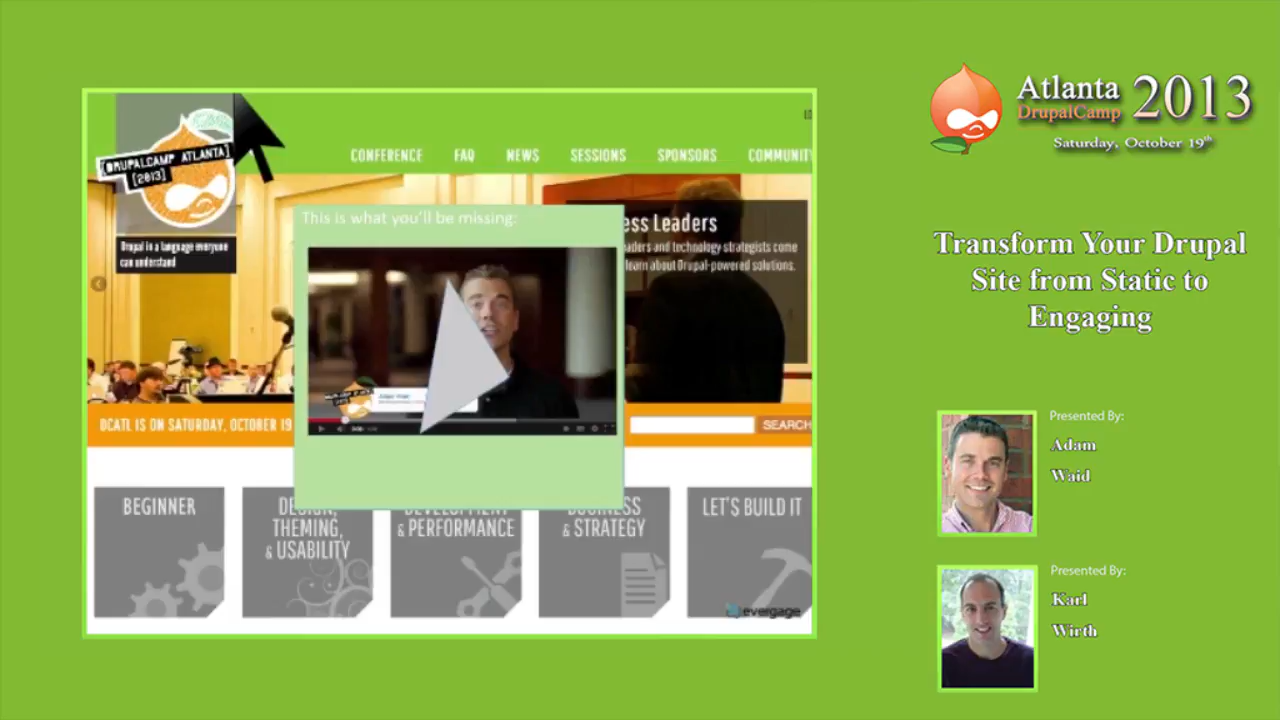 Atlanta 2013
DrupalCamp
Saturday, October 19th
Transform Your Drupal
Site from Static to
Engaging
Presented By:
Adam
Waid
Presented By:
Karl
Wirth
[DRUPALCAMP ATLANTA]
[2013]
Drupal is a language everyone
can understand
CONFERENCE FAQ NEWS SESSIONS SPONSORS COMMUNIT
This is what you'll be missing:
ess Leaders
aders and technology strategists come
learn about Drupal-powered solutions.
DCATL IS ON SATURDAY, OCTOBER 19
SEARCH
BEGINNER
DESIGN,
THEMING,
& USABILITY
DEVELOPMENT
& PERFORMANCE
BUSINESS
& STRATEGY
LET'S BUILD IT
evergage